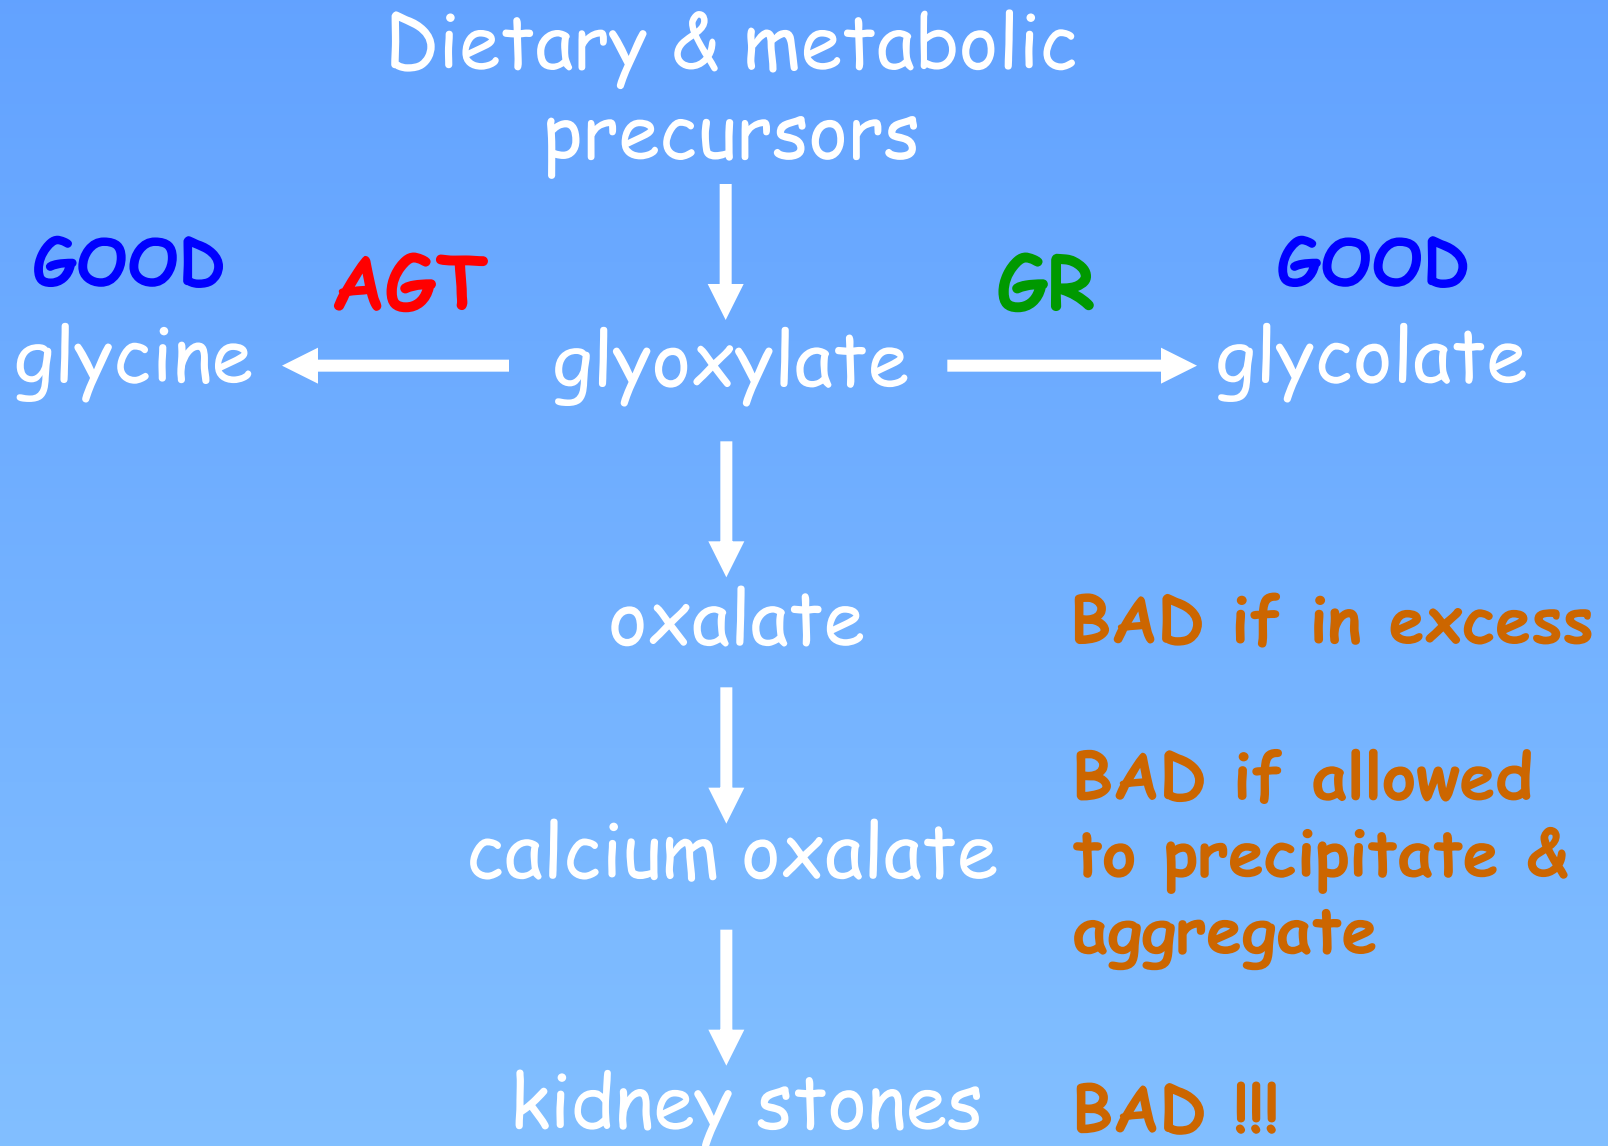 Dietary & metabolic
precursors
GOOD
AGT
GR
GOOD
glycine
glyoxylate
glycolate
oxalate
BAD if in excess
calcium oxalate
BAD if allowed
to precipitate &
aggregate
kidney stones
BAD !!!